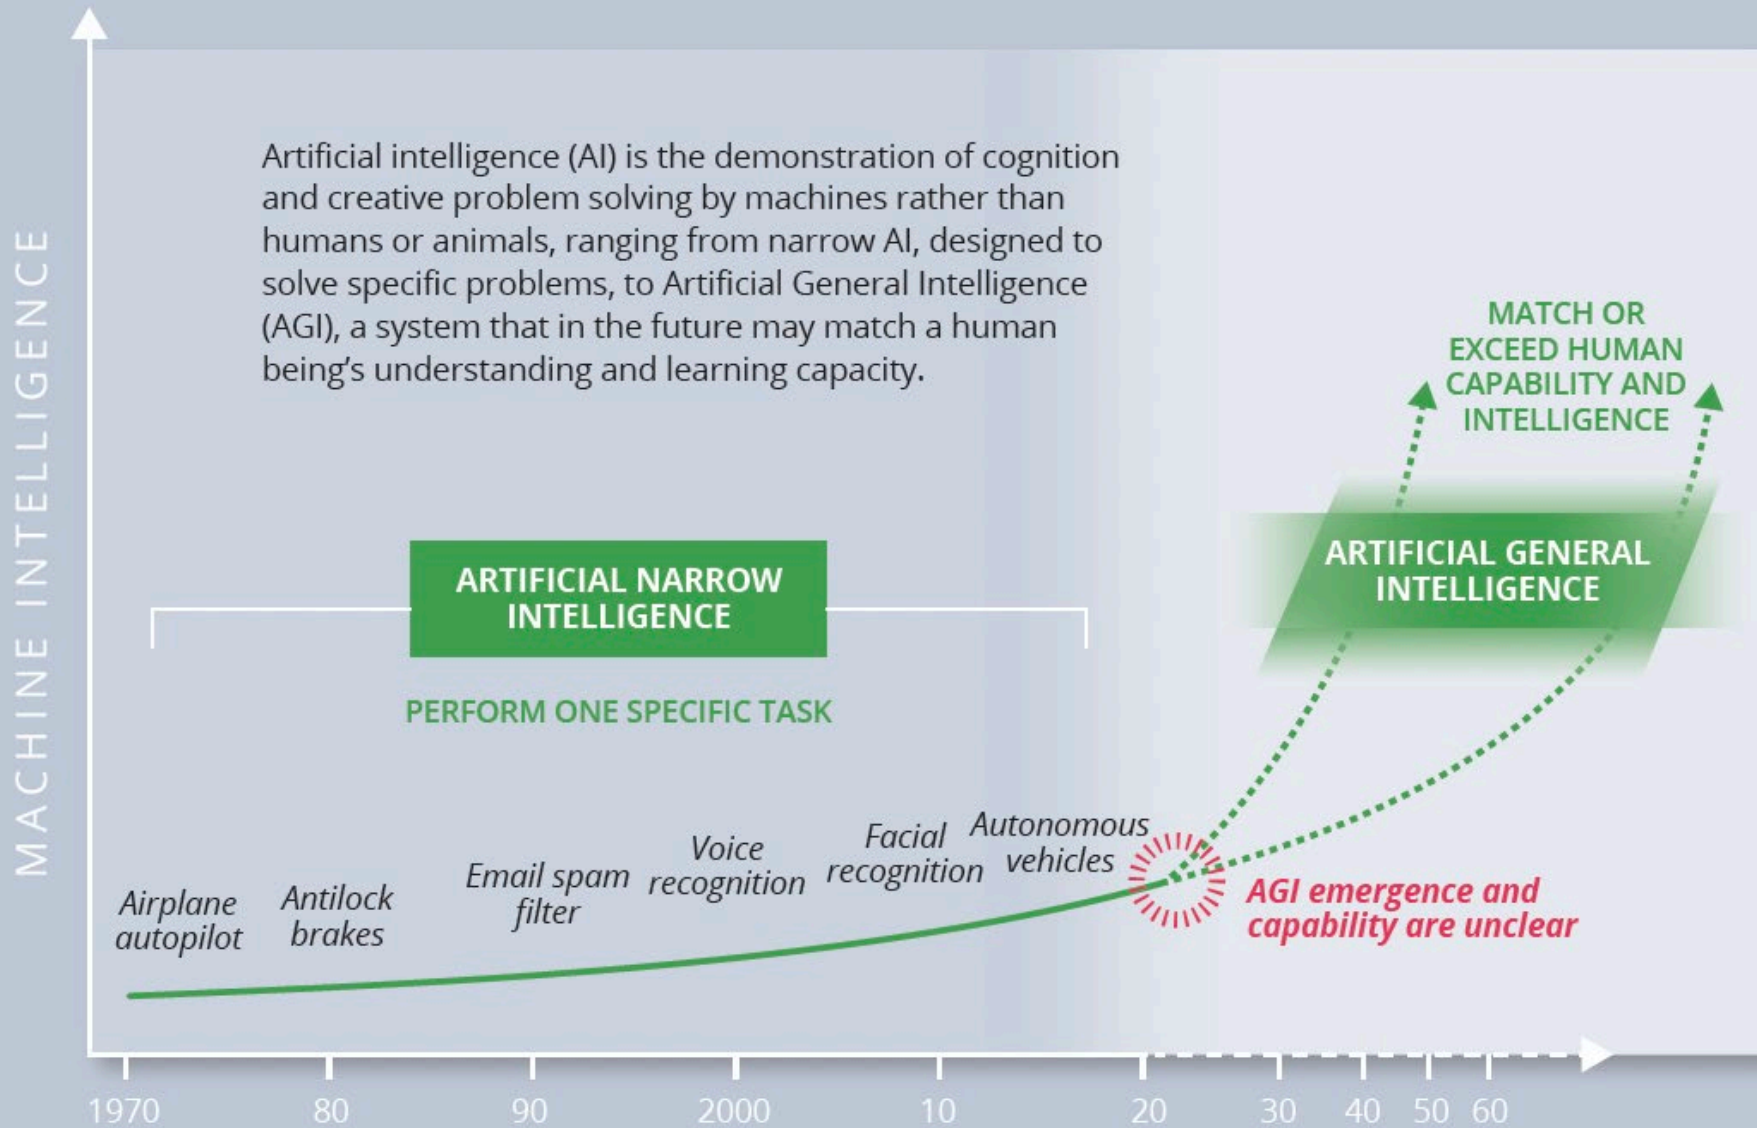 MACHINE INTELLIGENCE
Artificial intelligence (AI) is the demonstration of cognition
and creative problem solving by machines rather than
humans or animals, ranging from narrow AI, designed to
solve specific problems, to Artificial General Intelligence
(AGI), a system that in the future may match a human
being’s understanding and learning capacity.
MATCH OR
EXCEED HUMAN
CAPABILITY AND
INTELLIGENCE
ARTIFICIAL GENERAL
INTELLIGENCE
ARTIFICIAL NARROW
INTELLIGENCE
PERFORM ONE SPECIFIC TASK
Airplane
autopilot
Antilock
brakes
Email spam
filter
Voice
recognition
Facial
recognition
Autonomous
vehicles
AGI emergence and
capability are unclear
1970 80 90 2000 10 20 30 40 50 60